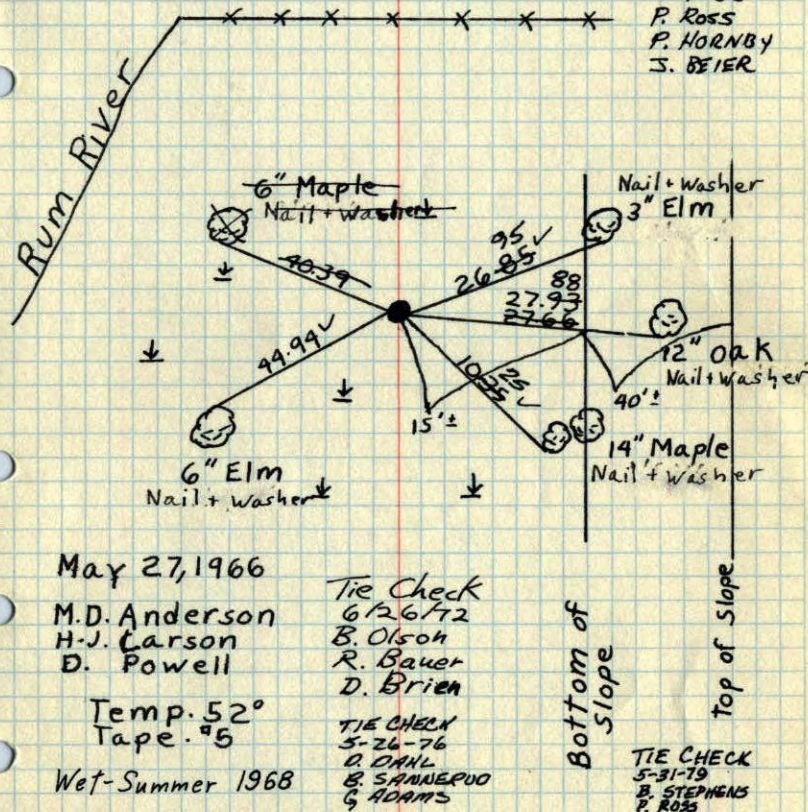 P. ROSS
P. HORNBY
J. BEIER
Rum River
6" Maple
Nail + Washer
Nail + Washer
3" Elm
40.39
95 ✓
26.85
88
27.93
27.66
12" Oak
Nail + Washer
44.94 ✓
25
10.35 ✓
15' ±
40' ±
14" Maple
Nail + Washer
6" Elm
Nail + Washer
May 27, 1966
M.D. Anderson
H.J. Larson
D. Powell
Temp. 52°
Tape. #5
Wet-Summer 1968
Tie Check
6/26/72
B. Olson
R. Bauer
D. Brien
TIE CHECK
5-26-76
D. DAHL
B. SANNERUD
G ADAMS
Bottom of
Slope
top of Slope
TIE CHECK
5-31-79
B. STEPHENS
P. ROSS